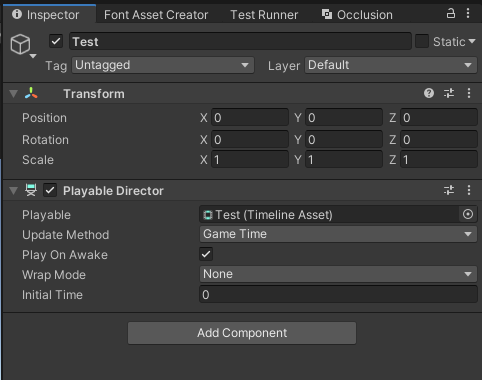 Inspector Font Asset Creator Test Runner Occlusion
Test Static
Tag Untagged Layer Default
Transform
Position X 0 Y 0 Z 0
Rotation X 0 Y 0 Z 0
Scale X 1 Y 1 Z 1
Playable Director
Playable Test (Timeline Asset)
Update Method Game Time
Play On Awake
Wrap Mode None
Initial Time 0
Add Component